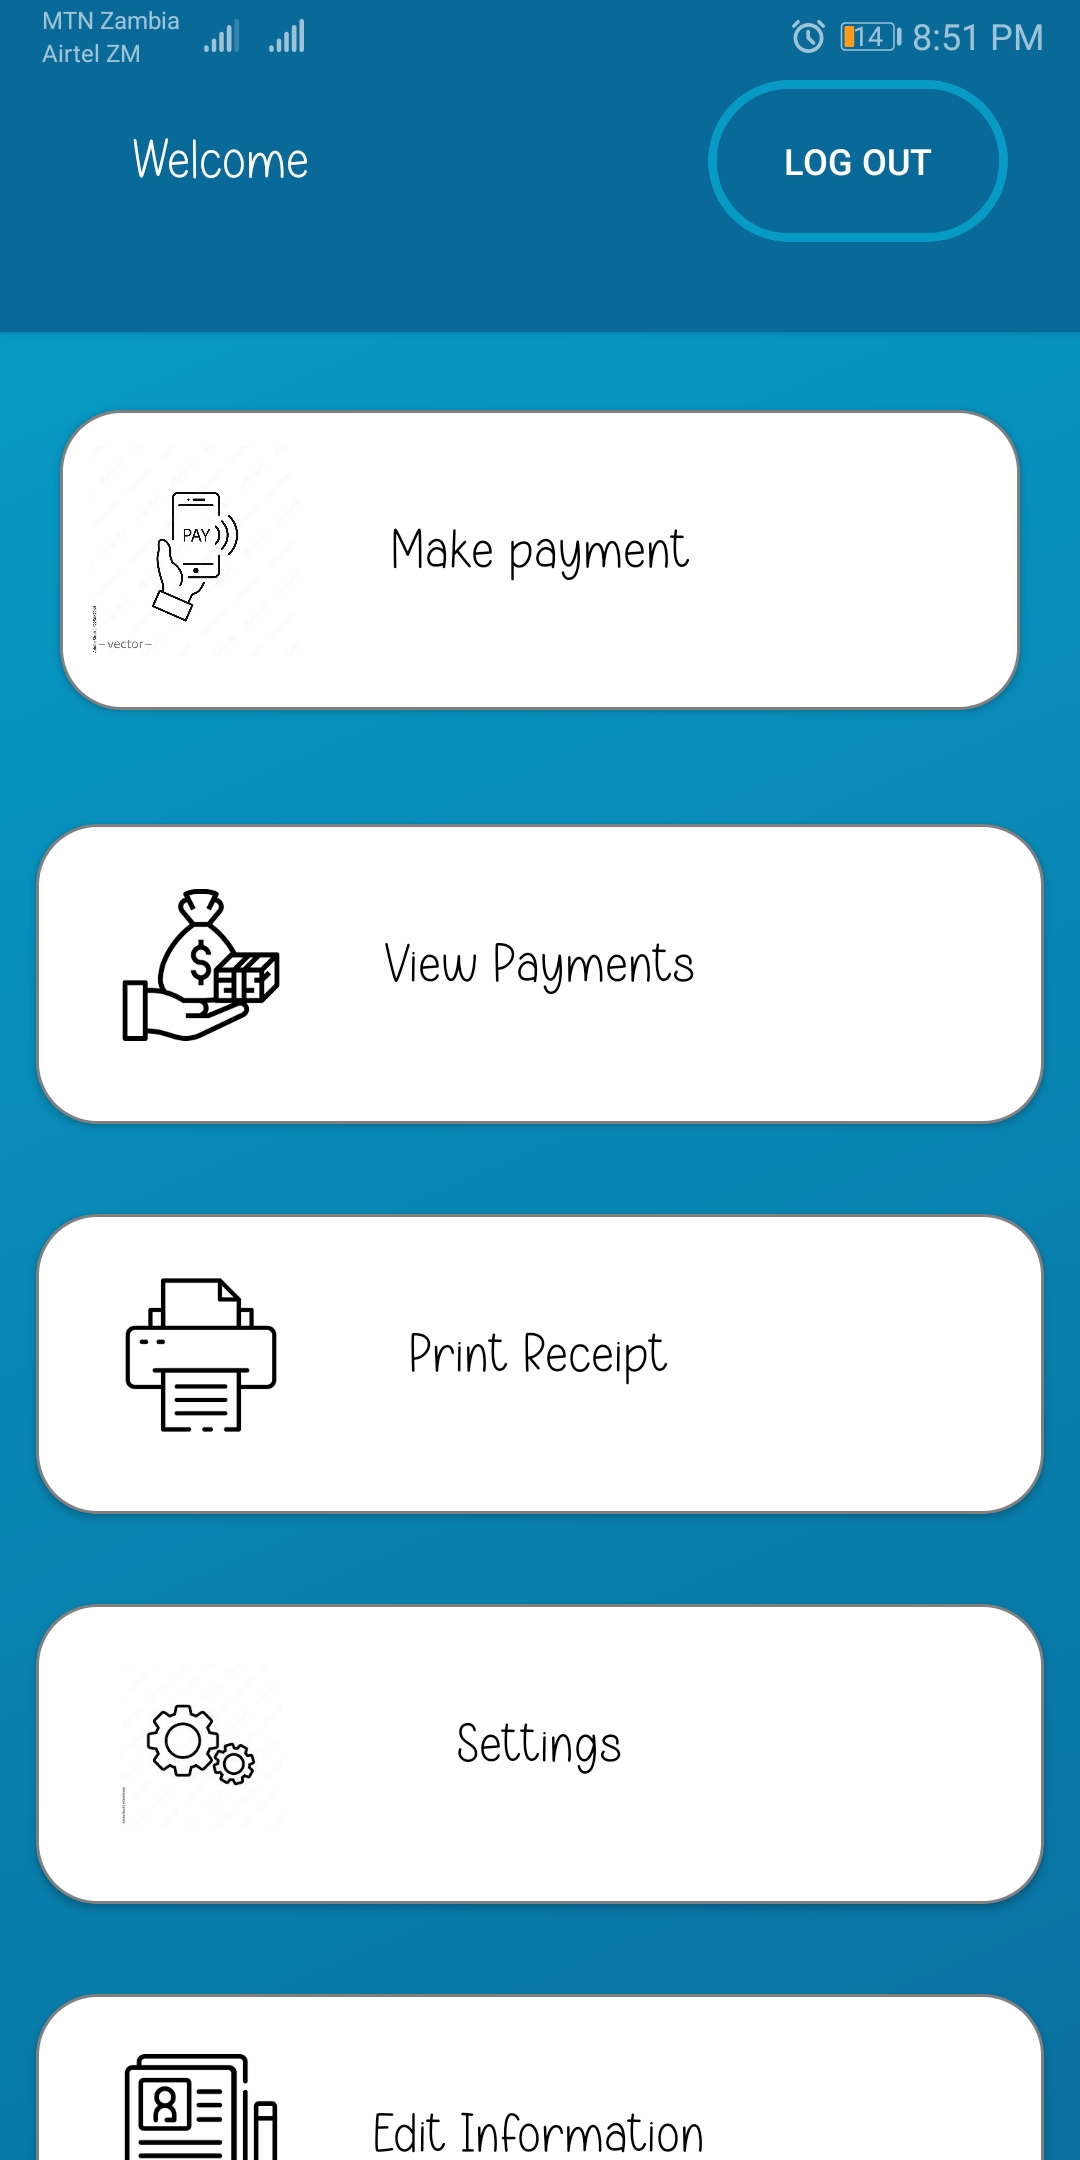 MTN Zambia
Airtel ZM
14 8:51 PM
Welcome
LOG OUT
PAY
Make payment
vector
$
View Payments
Print Receipt
Settings
Edit Information